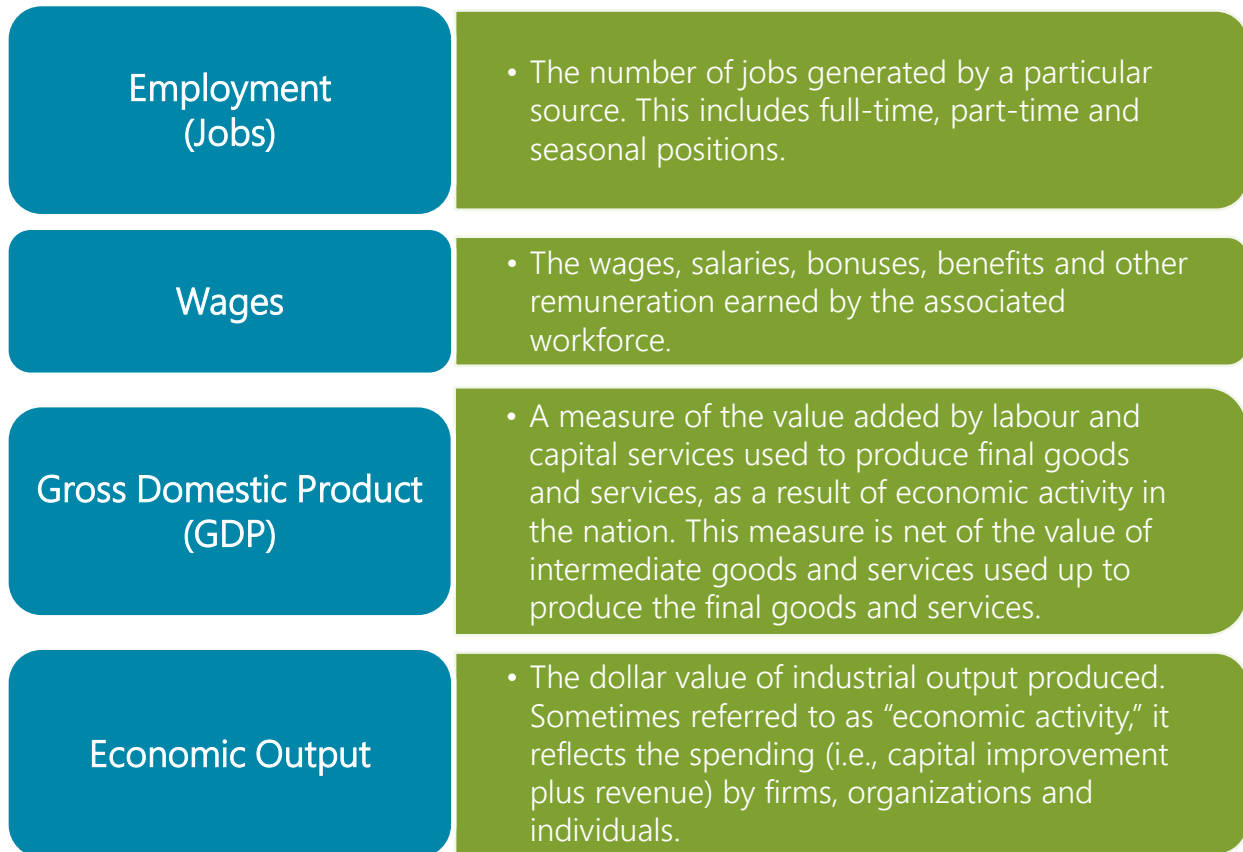 Employment
(Jobs)
• The number of jobs generated by a particular
source. This includes full-time, part-time and
seasonal positions.
Wages
• The wages, salaries, bonuses, benefits and other
remuneration earned by the associated
workforce.
Gross Domestic Product
(GDP)
• A measure of the value added by labour and
capital services used to produce final goods
and services, as a result of economic activity in
the nation. This measure is net of the value of
intermediate goods and services used up to
produce the final goods and services.
Economic Output
• The dollar value of industrial output produced.
Sometimes referred to as “economic activity,” it
reflects the spending (i.e., capital improvement
plus revenue) by firms, organizations and
individuals.